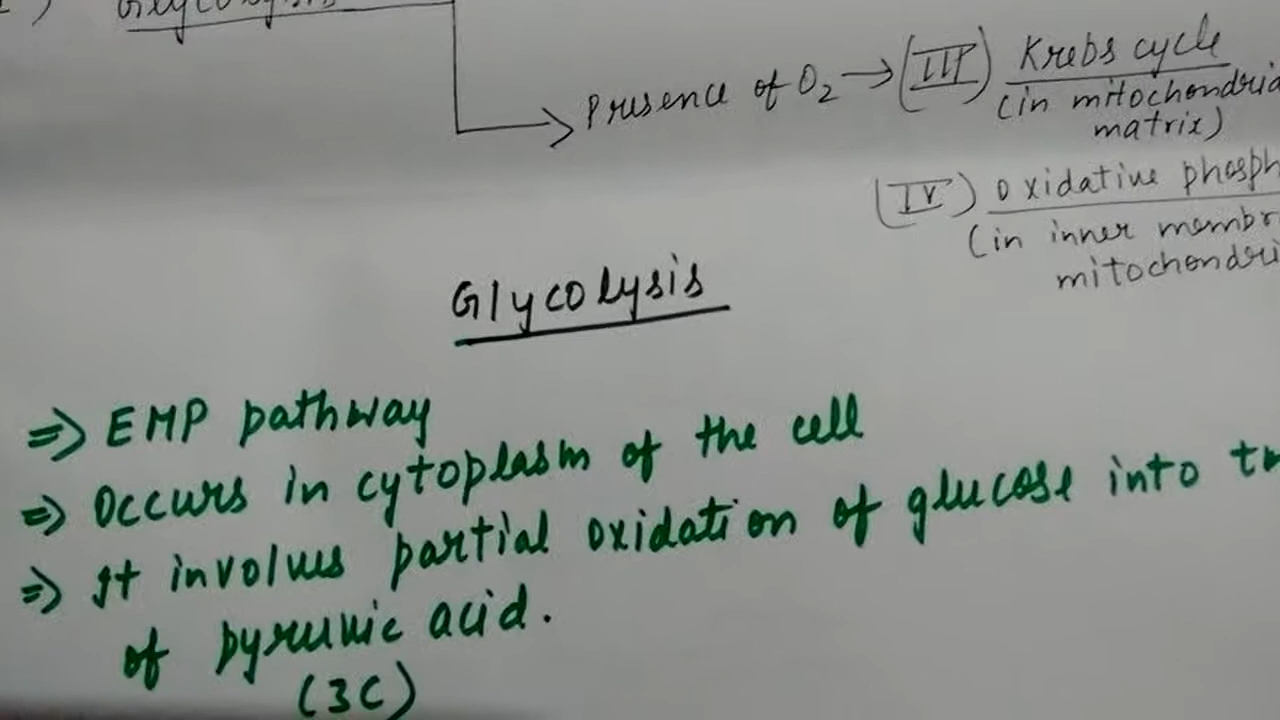 Glycolysis
Presence of O2 → (III) Krebs cycle
(in mitochondria
matrix)
(IV) Oxidative phosph
(in inner membr
mitochondri
Glycolysis
⇒ EMP pathway
⇒ Occurs in cytoplasm of the cell
⇒ It involves partial oxidation of glucose into tw
of pyruvic acid.
(3C)